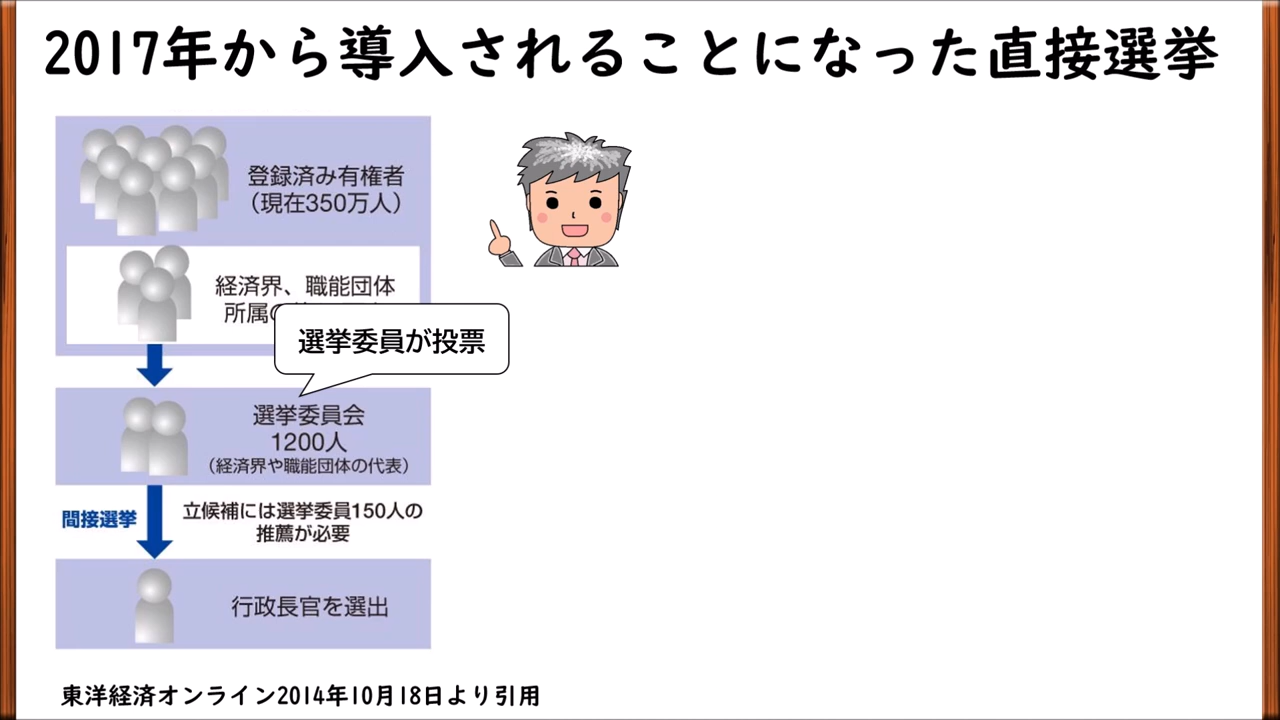 2017年から導入されることになった直接選挙
登録済み有権者
（現在350万人）
経済界、職能団体
所属
選挙委員が投票
選挙委員会
1200人
（経済界や職能団体の代表）
間接選挙
立候補には選挙委員150人の
推薦が必要
行政長官を選出
東洋経済オンライン2014年10月18日より引用